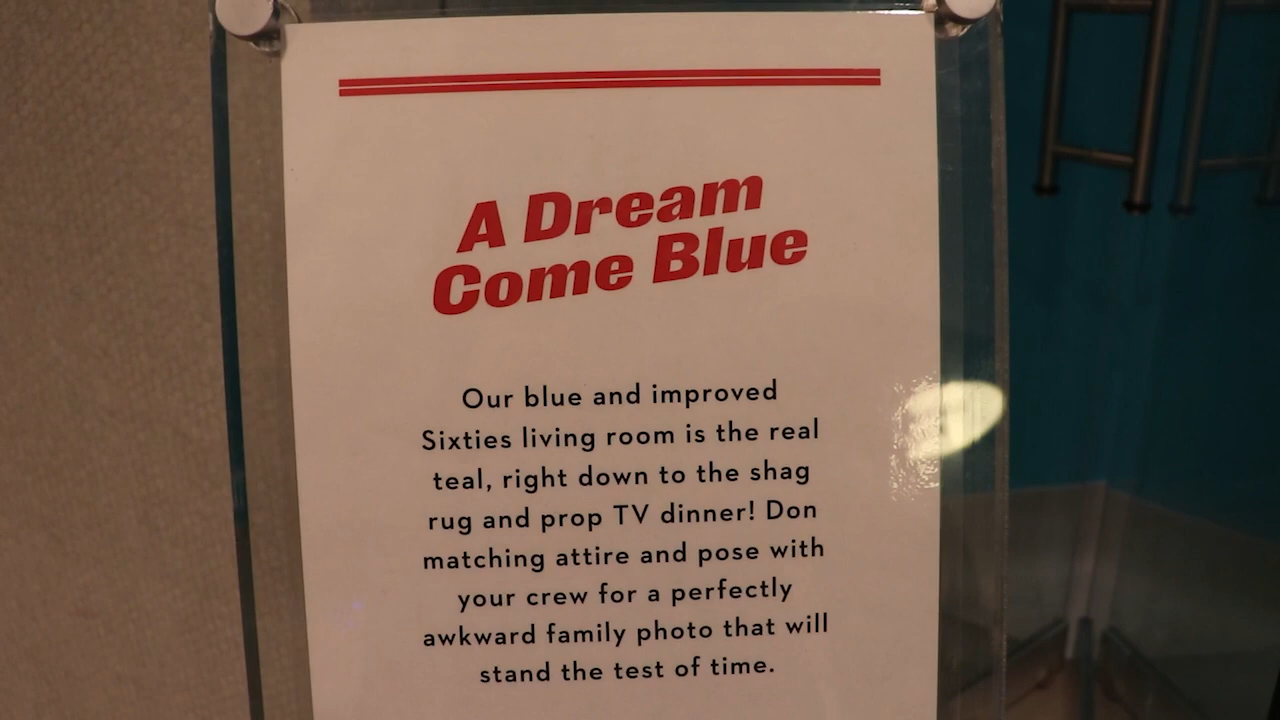 A Dream
Come Blue
Our blue and improved
Sixties living room is the real
teal, right down to the shag
rug and prop TV dinner! Don
matching attire and pose with
your crew for a perfectly
awkward family photo that will
stand the test of time.